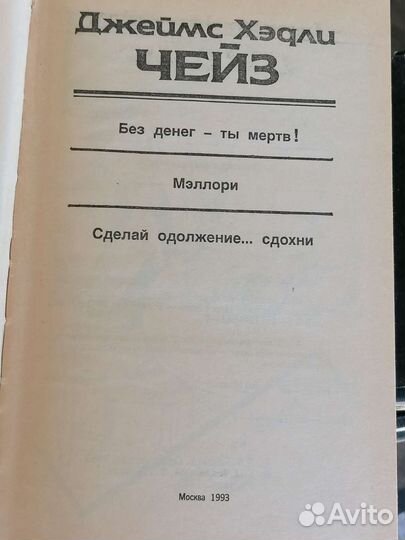 Джеймс Хэдли
ЧЕЙЗ
Без денег – ты мертв!
Мэллори
Сделай одолжение... сдохни
Москва 1993
Avito